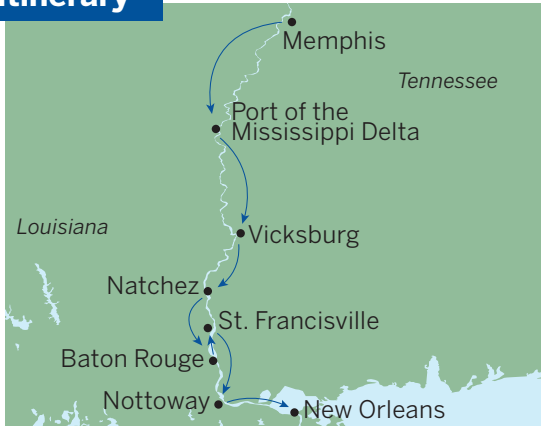 Itinerary
Memphis
Tennessee
Port of the
Mississippi Delta
Louisiana
Vicksburg
Natchez
St. Francisville
Baton Rouge
Nottoway
New Orleans